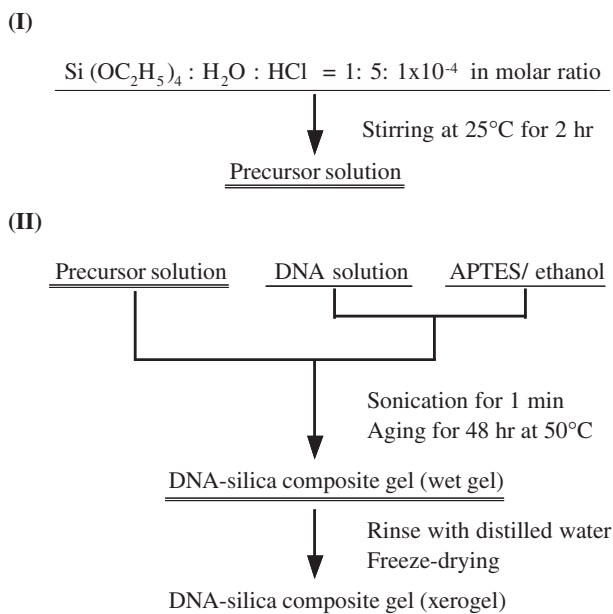 (I)
Si (OC₂H₅)₄ : H₂O : HCl = 1: 5: 1x10⁻⁴ in molar ratio
Stirring at 25°C for 2 hr
Precursor solution
(II)
Precursor solution DNA solution APTES/ ethanol
Sonication for 1 min
Aging for 48 hr at 50°C
DNA-silica composite gel (wet gel)
Rinse with distilled water
Freeze-drying
DNA-silica composite gel (xerogel)